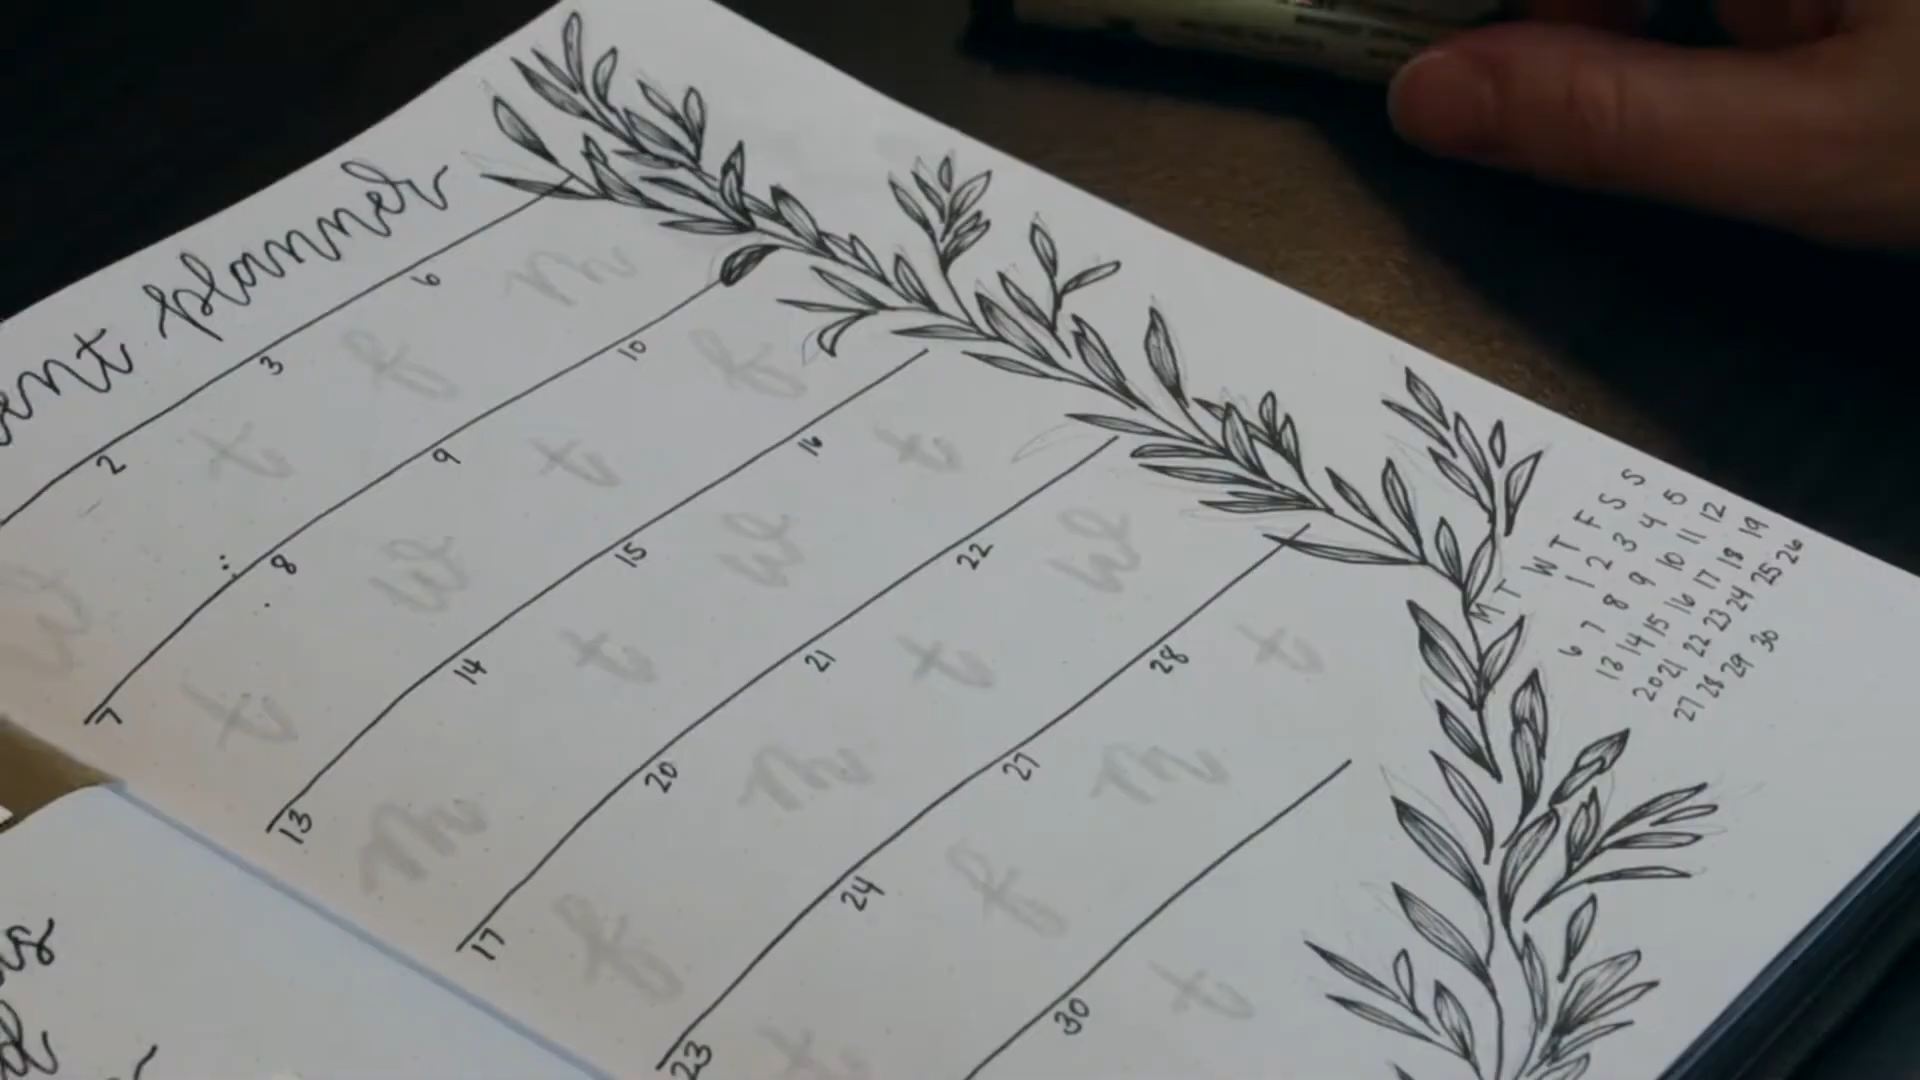 planner
2 3 6
7 8 9 10
13 14 15 16
17 20 21 22
23 24 27 28
30
w t f m
t w t f
m t w t
f m t w
t f m t
t
M T W T F S S
1 2 3 4 5
6 7 8 9 10 11 12
13 14 15 16 17 18 19
20 21 22 23 24 25 26
27 28 29 30